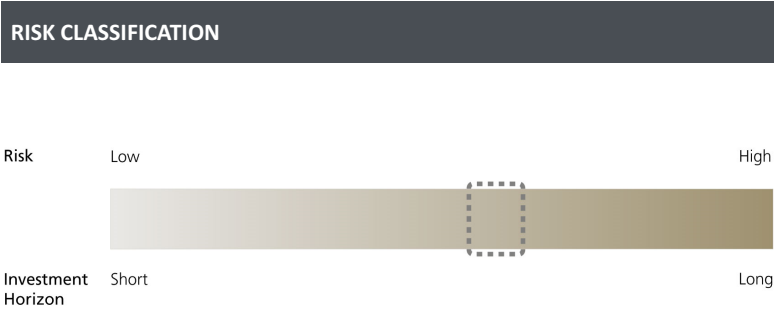 RISK CLASSIFICATION
Risk Low High
Investment Short Long
Horizon